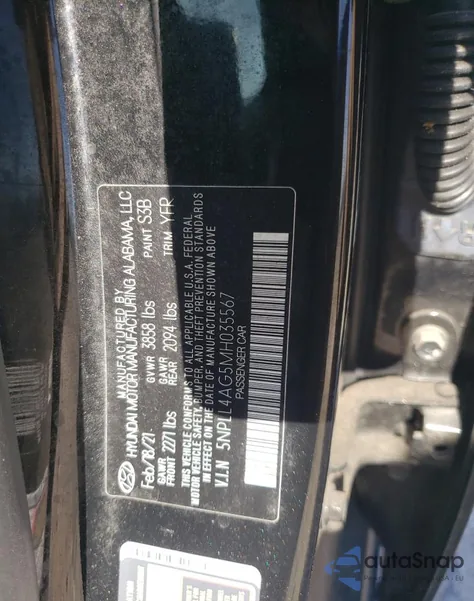 MANUFACTURED BY
HYUNDAI MOTOR MANUFACTURING ALABAMA, LLC
Feb/18/21 GVWR 3858 lbs PAINT S3B
GAWR FRONT 2271 lbs GAWR REAR 2094 lbs TRIM YFR
THIS VEHICLE CONFORMS TO ALL APPLICABLE U.S.A. FEDERAL
MOTOR VEHICLE SAFETY, BUMPER, AND THEFT PREVENTION STANDARDS
IN EFFECT ON THE DATE OF MANUFACTURE SHOWN ABOVE
V.I.N 5NPLL4AG5MH035567
PASSENGER CAR
autaSnap